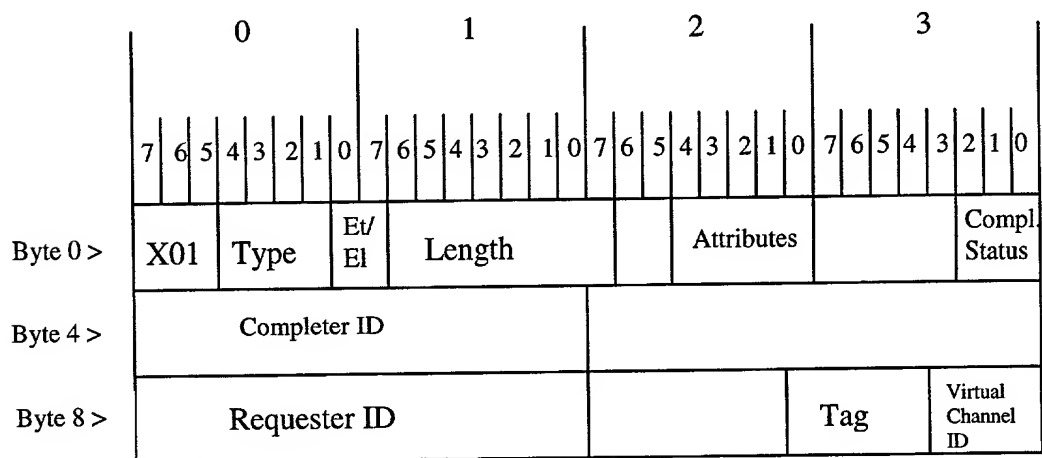 0 1 2 3
7 6 5 4 3 2 1 0 7 6 5 4 3 2 1 0 7 6 5 4 3 2 1 0 7 6 5 4 3 2 1 0
Byte 0 > X01 Type Et/ El Length Attributes Compl. Status
Byte 4 > Completer ID
Byte 8 > Requester ID Tag Virtual Channel ID